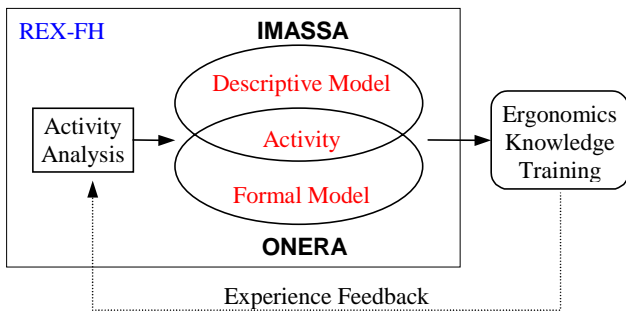 REX-FH
IMASSA
Descriptive Model
Activity
Analysis
Activity
Formal Model
ONERA
Ergonomics
Knowledge
Training
Experience Feedback